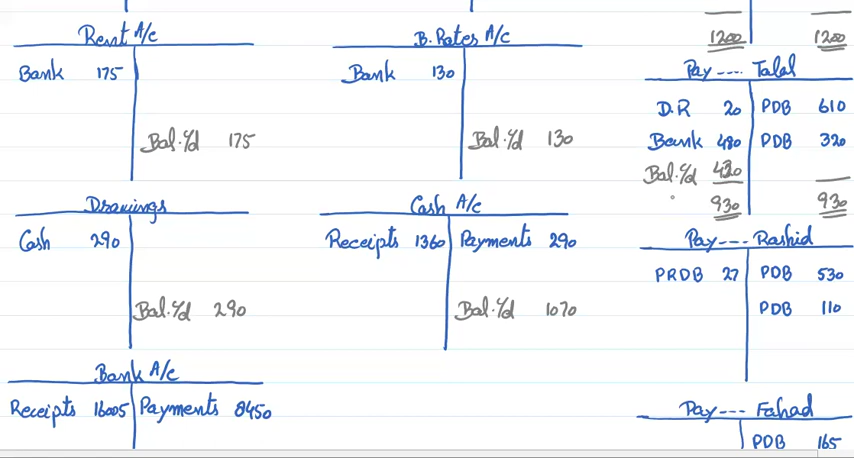 Rent A/c
Bank 175
Bal. c/d 175
B. Rates A/c
Bank 130
Bal. c/d 130
1200 1200
Pay---- Talal
D.R 20 PDB 610
Bank 480 PDB 320
Bal. c/d 430
930 930
Drawings
Cash 290
Bal. c/d 290
Cash A/c
Receipts 1360 Payments 290
Bal. c/d 1070
Pay--- Rashid
PRDB 27 PDB 530
PDB 110
Bank A/c
Receipts 16005 Payments 8450
Pay--- Fahad
PDB 165